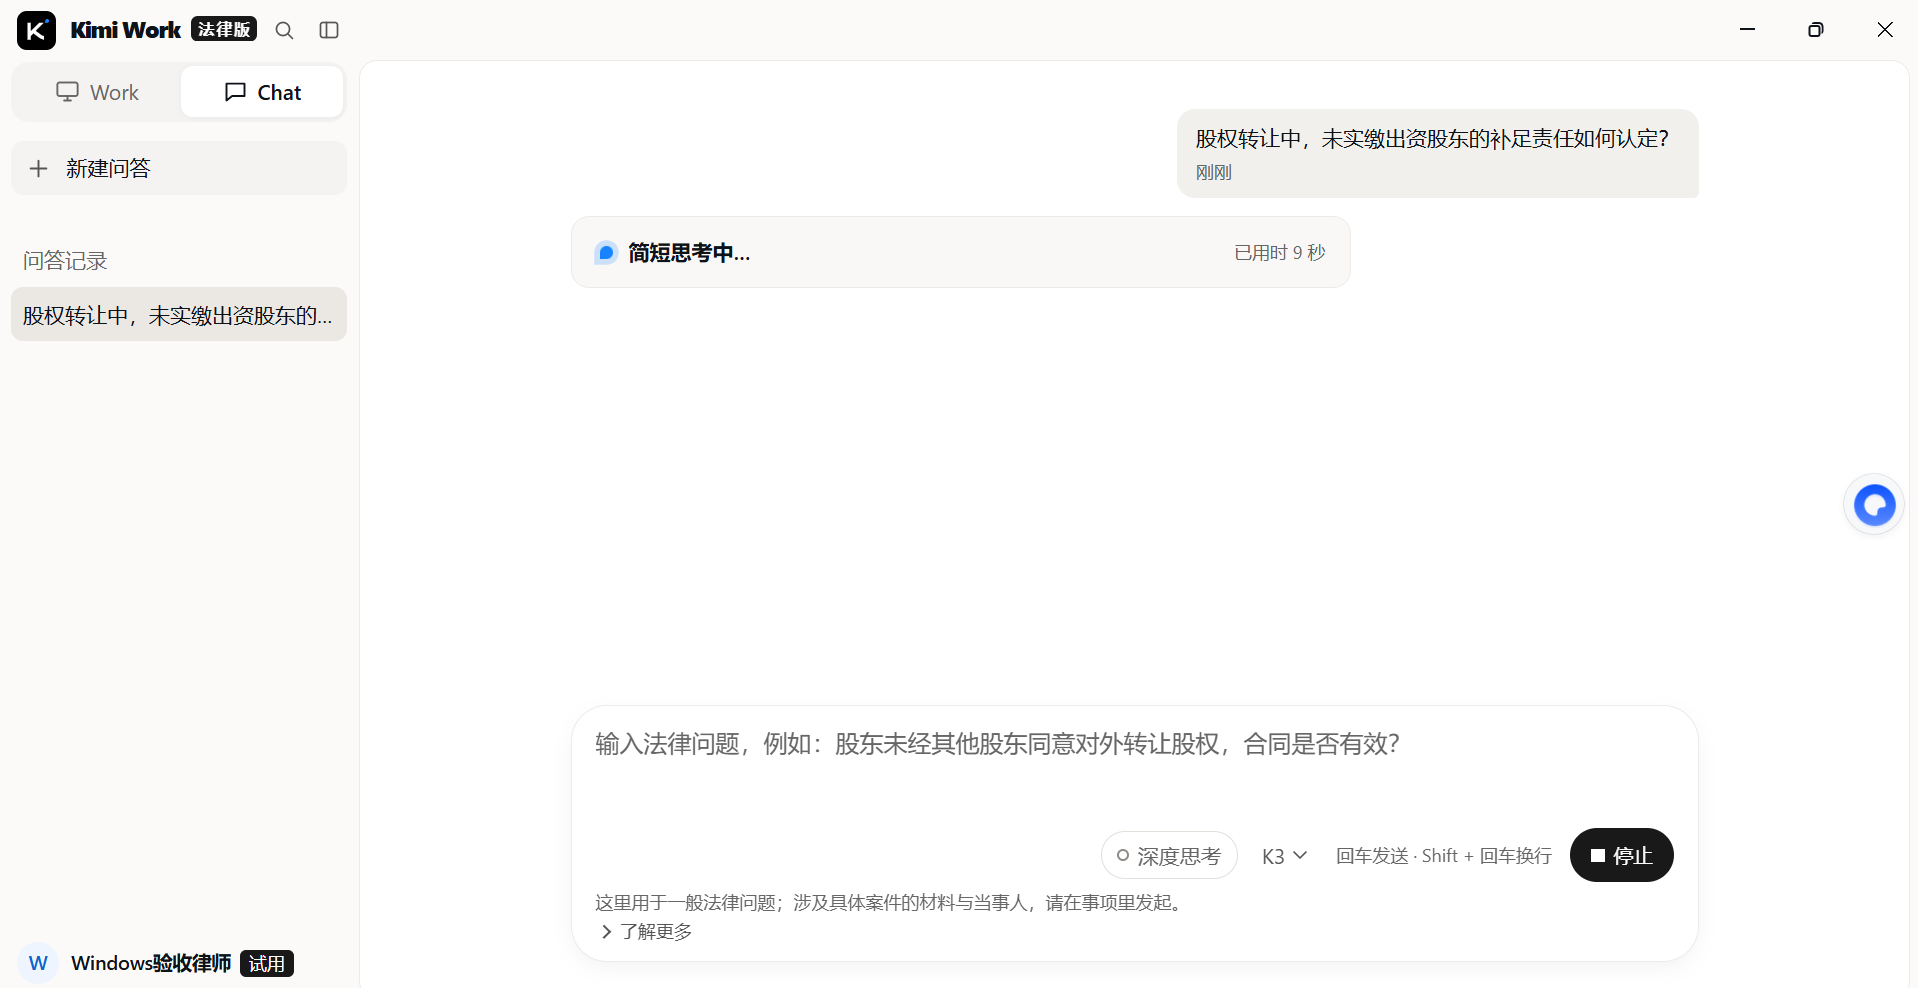 Kimi Work 法律版
Work
Chat
新建问答
问答记录
股权转让中，未实缴出资股东的...
Windows验收律师 试用
股权转让中，未实缴出资股东的补足责任如何认定？
刚刚
简短思考中...
已用时 9 秒
输入法律问题，例如：股东未经其他股东同意对外转让股权，合同是否有效？
深度思考
K3
回车发送 · Shift + 回车换行
停止
这里用于一般法律问题；涉及具体案件的材料与当事人，请在事项里发起。
了解更多
W